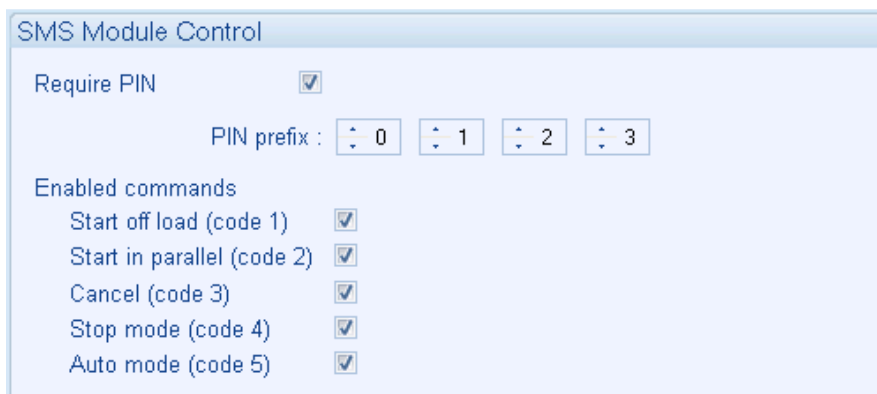 SMS Module Control
Require PIN
PIN prefix : 0 1 2 3
Enabled commands
Start off load (code 1)
Start in parallel (code 2)
Cancel (code 3)
Stop mode (code 4)
Auto mode (code 5)